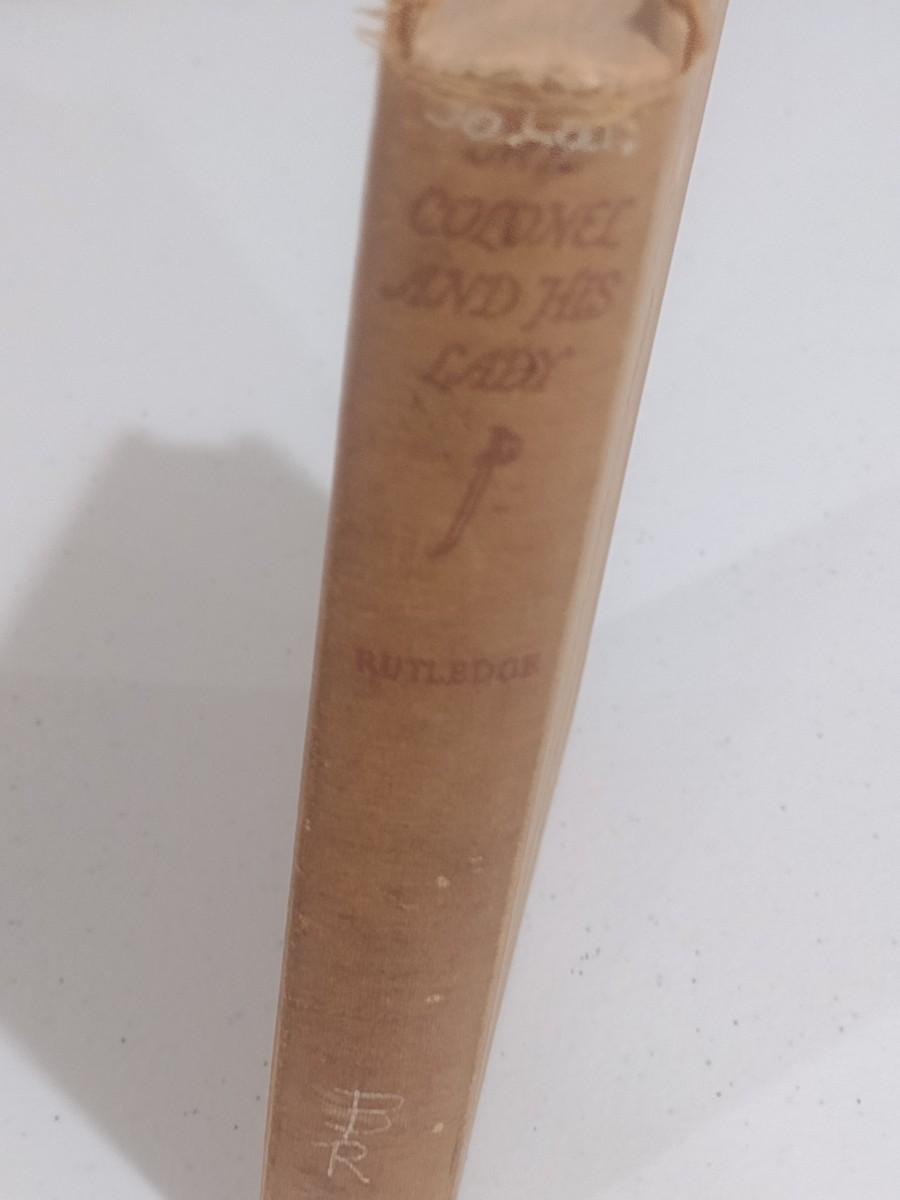 COLONEL
AND HIS
LADY
RUTLEDGE
B
R